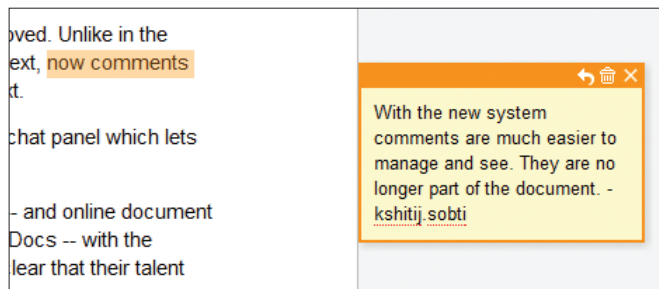 oved. Unlike in the
ext, now comments
xt.
chat panel which lets
- and online document
Docs -- with the
lear that their talent
With the new system
comments are much easier to
manage and see. They are no
longer part of the document. -
kshitij.sobti